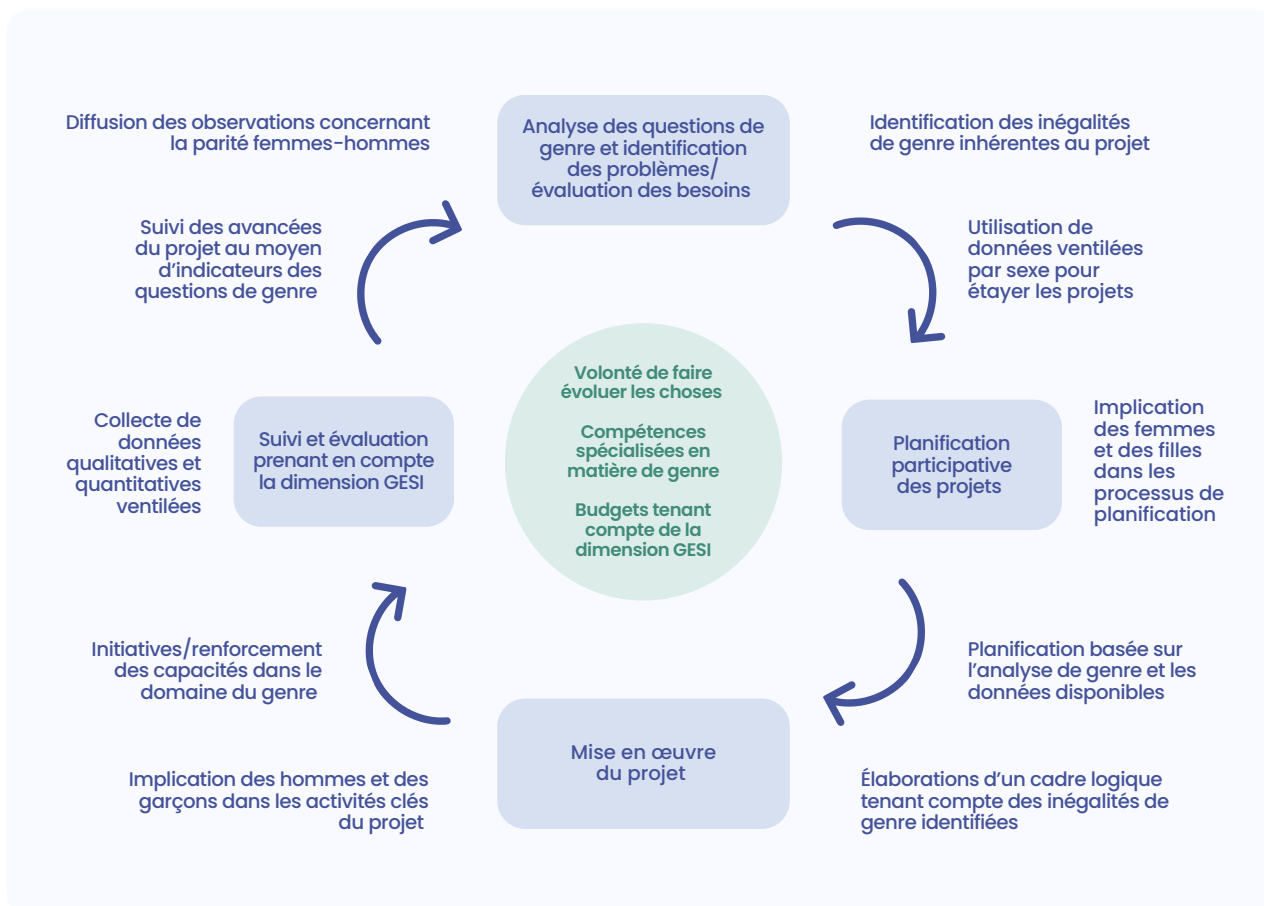 Diffusion des observations concernant
la parité femmes-hommes
Analyse des questions de
genre et identification
des problèmes/
évaluation des besoins
Identification des inégalités
de genre inhérentes au projet
Suivi des avancées
du projet au moyen
d'indicateurs des
questions de genre
Utilisation de
données ventilées
par sexe pour
étayer les projets
Collecte de
données
qualitatives et
quantitatives
ventilées
Suivi et évaluation
prenant en compte
la dimension GESI
Volonté de faire
évoluer les choses
Compétences
spécialisées en
matière de genre
Budgets tenant
compte de la
dimension GESI
Planification
participative
des projets
Implication
des femmes
et des filles
dans les
processus de
planification
Initiatives/renforcement
des capacités dans le
domaine du genre
Planification basée sur
l'analyse de genre et les
données disponibles
Implication des hommes et des
garçons dans les activités clés
du projet
Mise en œuvre
du projet
Élaborations d'un cadre logique
tenant compte des inégalités de
genre identifiées